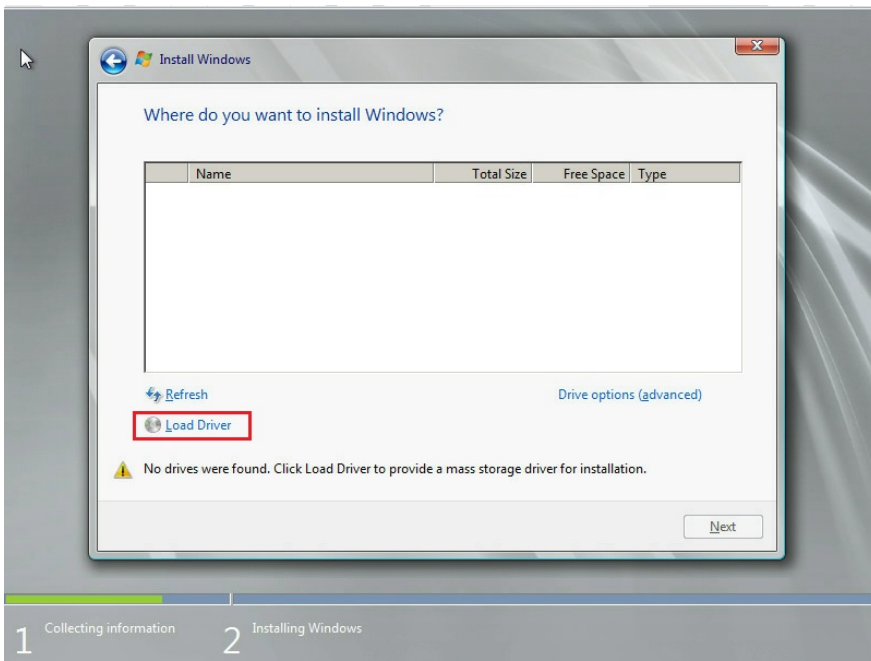 Install Windows
Where do you want to install Windows?
Name Total Size Free Space Type
Refresh Drive options (advanced)
Load Driver
No drives were found. Click Load Driver to provide a mass storage driver for installation.
Next
1 Collecting information 2 Installing Windows